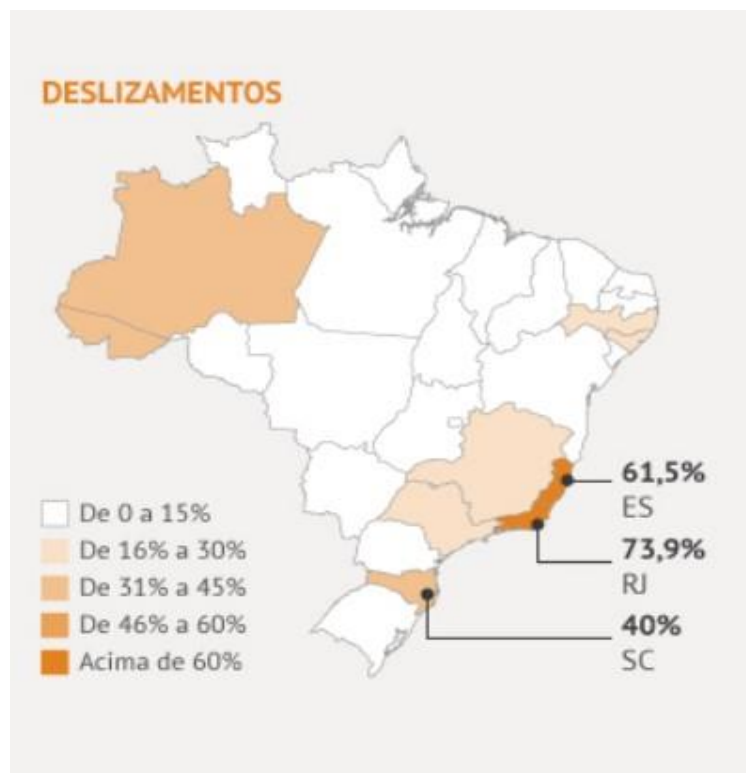 DESLIZAMENTOS
61,5%
ES
73,9%
RJ
40%
SC
De 0 a 15%
De 16% a 30%
De 31% a 45%
De 46% a 60%
Acima de 60%